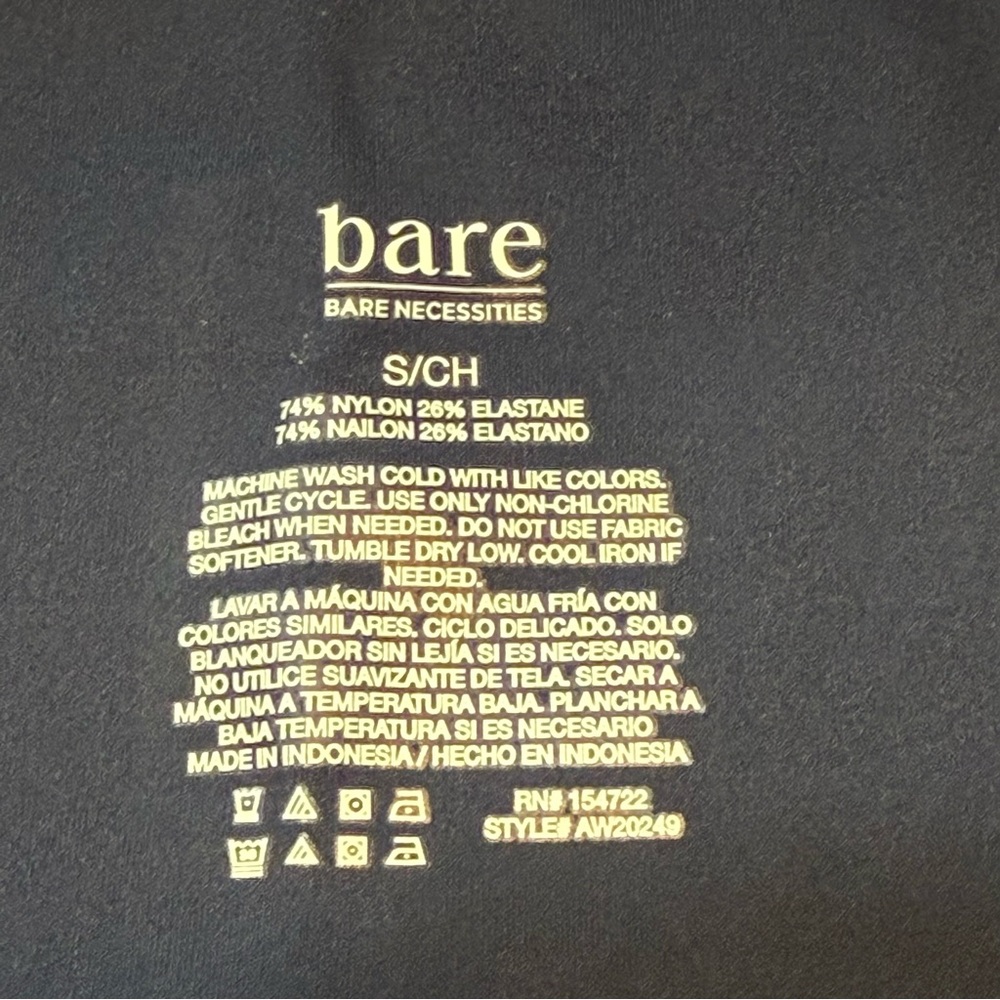 bare
BARE NECESSITIES
S/CH
74% NYLON 26% ELASTANE
74% NAILON 26% ELASTANO
MACHINE WASH COLD WITH LIKE COLORS.
GENTLE CYCLE. USE ONLY NON-CHLORINE
BLEACH WHEN NEEDED. DO NOT USE FABRIC
SOFTENER. TUMBLE DRY LOW. COOL IRON IF
NEEDED.
LAVAR A MÁQUINA CON AGUA FRÍA CON
COLORES SIMILARES. CICLO DELICADO. SOLO
BLANQUEADOR SIN LEJÍA SI ES NECESARIO.
NO UTILICE SUAVIZANTE DE TELA. SECAR A
MÁQUINA A TEMPERATURA BAJA. PLANCHAR A
BAJA TEMPERATURA SI ES NECESARIO
MADE IN INDONESIA / HECHO EN INDONESIA
RN# 154722
STYLE# AW20249
30